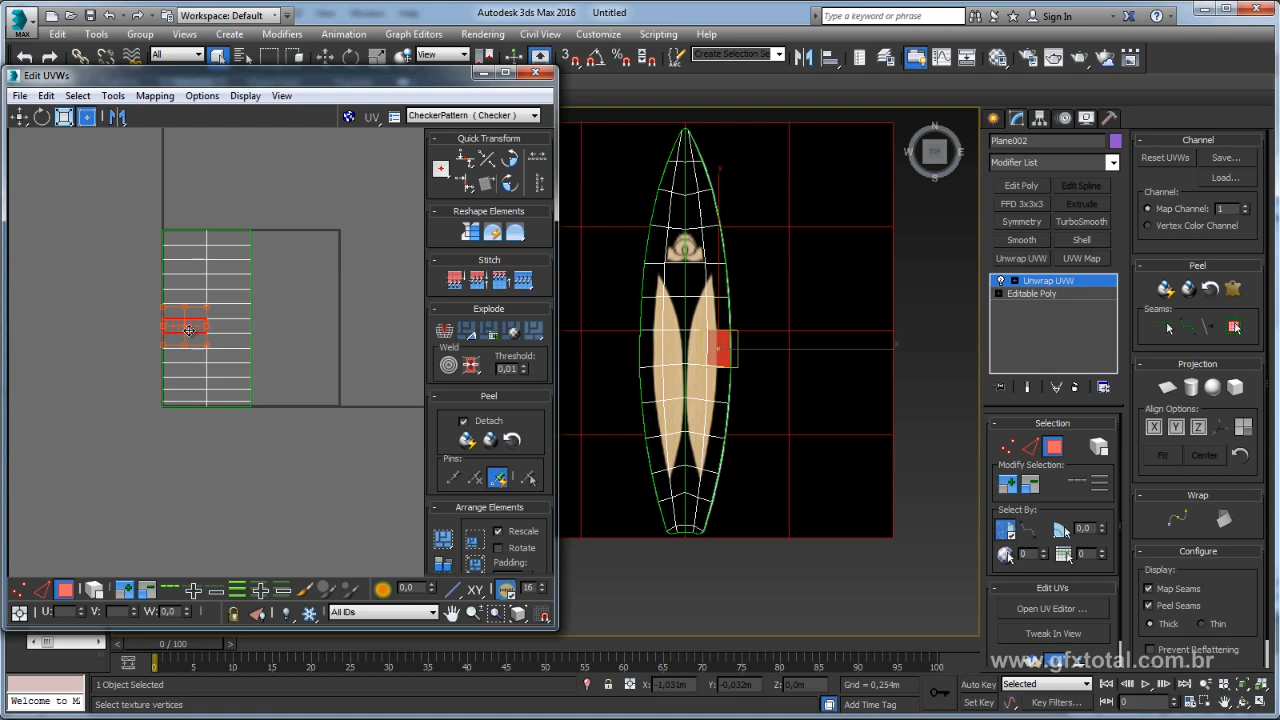 Workspace: Default
Autodesk 3ds Max 2016
Untitled
Type a keyword or phrase
Sign In
MAX
Edit
Tools
Group
Views
Create
Modifiers
Animation
Graph Editors
Rendering
Civil View
Customize
Scripting
Help
All
View
Create Selection Se
Edit UVWs
File
Edit
Select
Tools
Mapping
Options
Display
View
UV
CheckerPattern ( Checker )
Quick Transform
Reshape Elements
Stitch
Explode
Weld
Threshold:
0,01
Peel
Detach
Pins:
Arrange Elements
Rescale
Rotate
Padding:
0,0
XY
16
U:
V:
W: 0,0
All IDs
N
W
TOP
E
S
y
x
Plane002
Modifier List
Edit Poly
Edit Spline
FFD 3x3x3
Extrude
Symmetry
TurboSmooth
Smooth
Shell
Unwrap UVW
UVW Map
Unwrap UVW
Editable Poly
Selection
Modify Selection:
Select By:
0,0
0
0
Edit UVs
Open UV Editor ...
Tweak In View
Channel
Reset UVWs
Save...
Load...
Channel:
Map Channel: 1
Vertex Color Channel
Peel
Seams:
Projection
Align Options:
X
Y
Z
Fit
Center
Wrap
Configure
Display:
Map Seams
Peel Seams
Thick
Thin
Prevent Reflattening
www.gfxtotal.com.br
0 / 100
0
5
10
15
20
25
30
35
40
45
50
55
60
65
70
75
80
85
90
95
100
1 Object Selected
X: -1,031m
Y: -0,032m
Z: 0,0m
Grid = 0,254m
Auto Key
Selected
Welcome to M
Select texture vertices
Add Time Tag
Set Key
Key Filters...
0